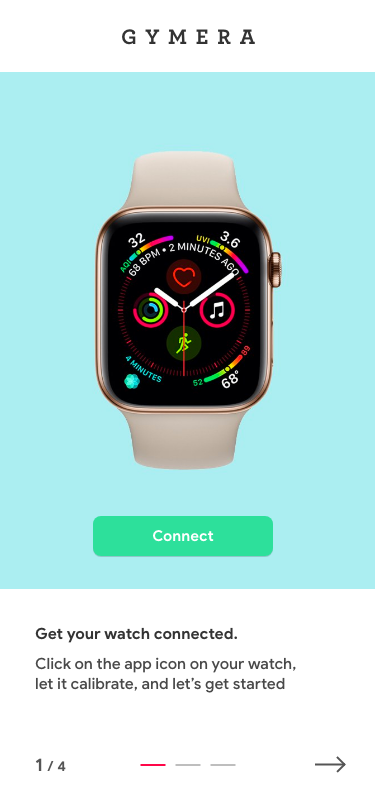 GYMERA
32
AQI
68 BPM • 2 MINUTES AGO
UVI
3.6
4 MINUTES
52
68°
89
Connect
Get your watch connected.
Click on the app icon on your watch,
let it calibrate, and let’s get started
1 / 4